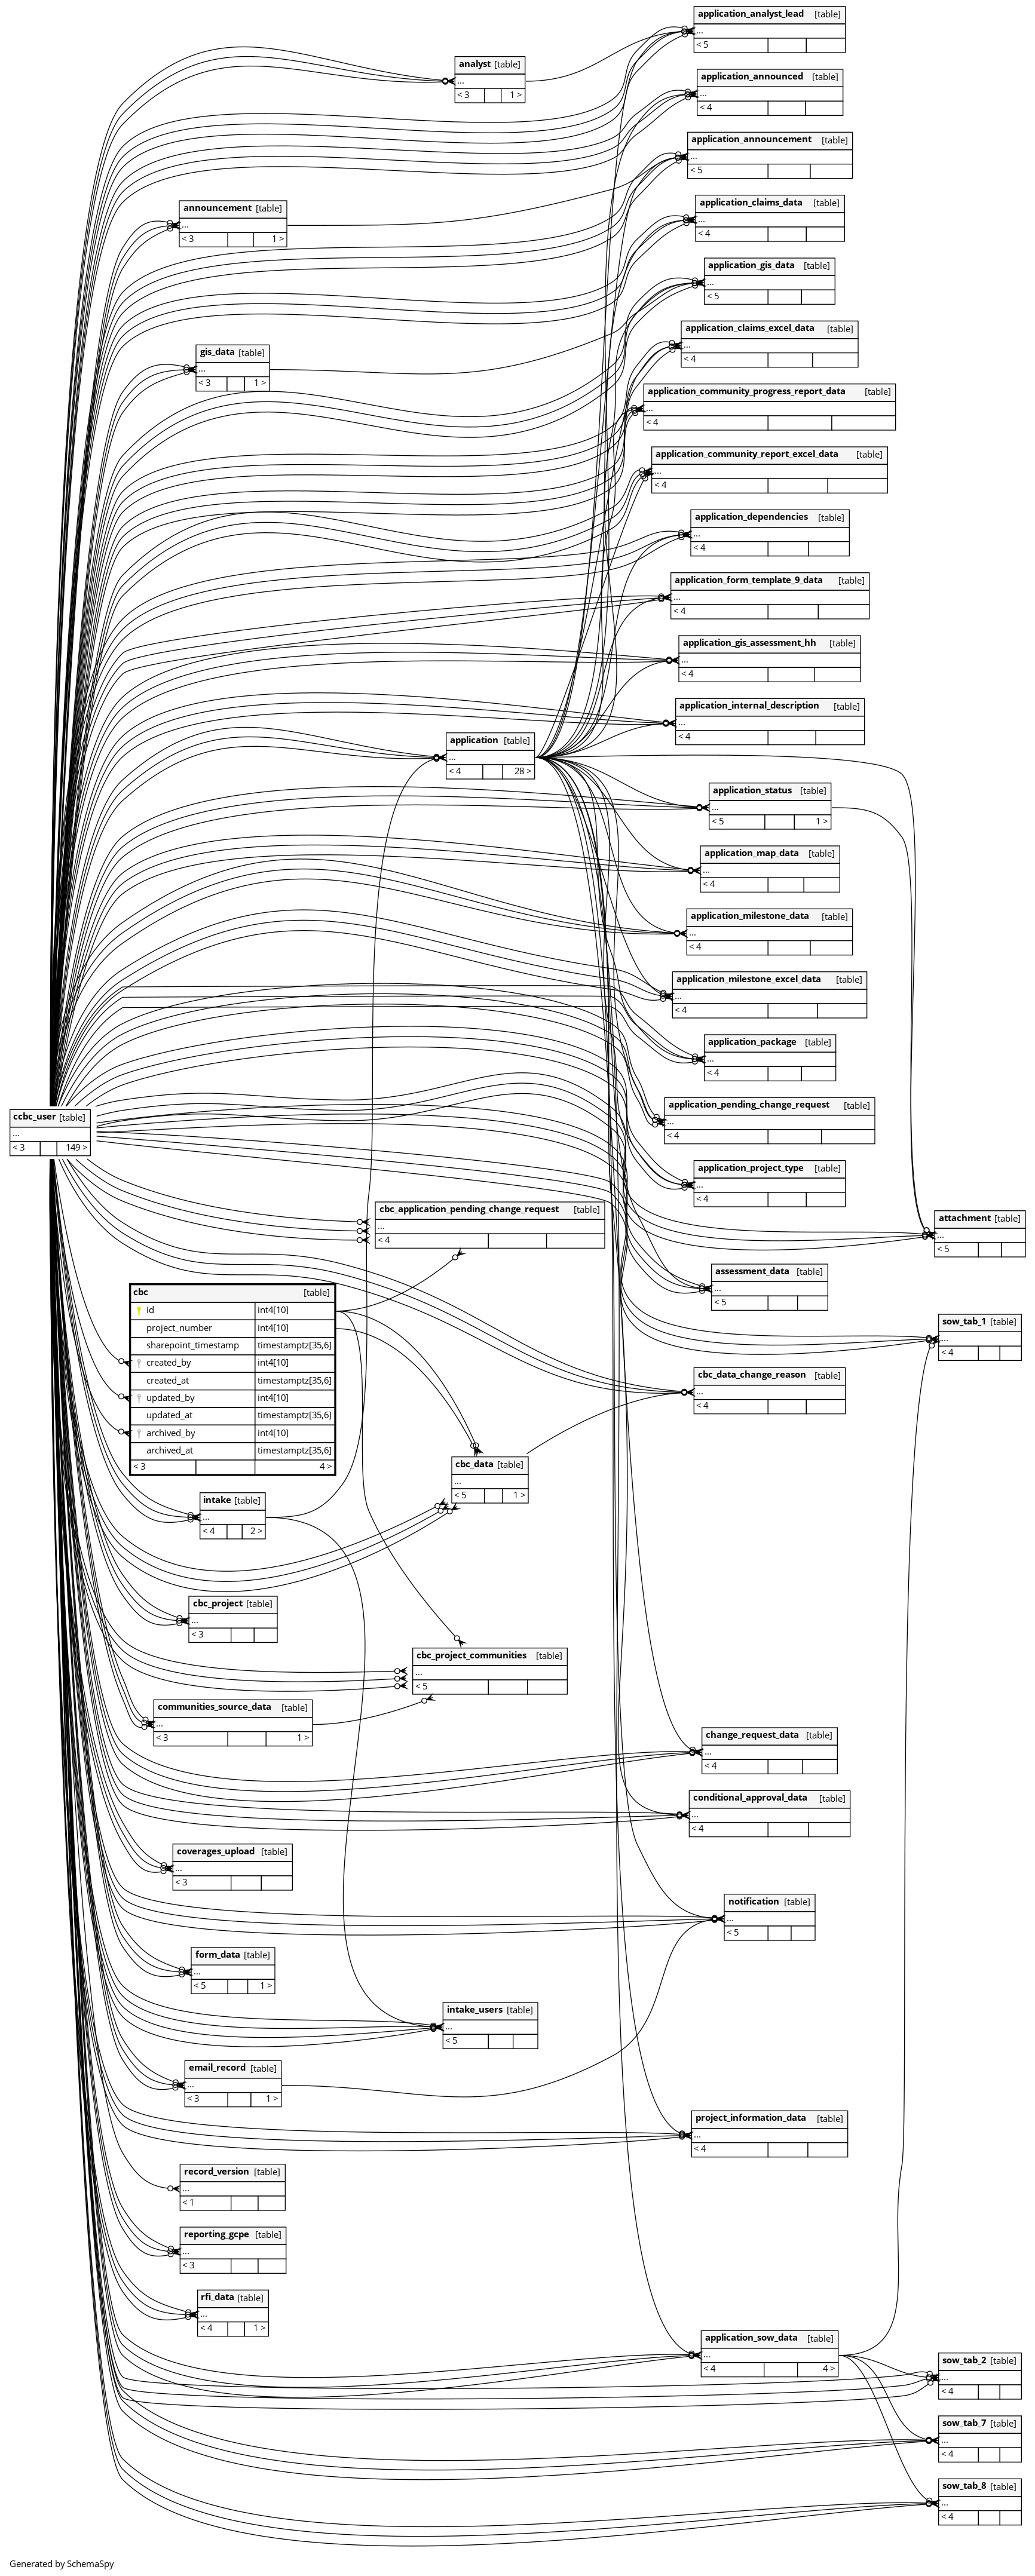 application_analyst_lead [table]
...
< 5
analyst [table]
...
< 3 1 >
application_announced [table]
...
< 4
application_announcement [table]
...
< 5
application_claims_data [table]
...
< 4
announcement [table]
...
< 3 1 >
application_gis_data [table]
...
< 5
application_claims_excel_data [table]
...
< 4
gis_data [table]
...
< 3 1 >
application_community_progress_report_data [table]
...
< 4
application_community_report_excel_data [table]
...
< 4
application_dependencies [table]
...
< 4
application_form_template_9_data [table]
...
< 4
application_gis_assessment_hh [table]
...
< 4
application_internal_description [table]
...
< 4
application [table]
...
< 4 28 >
application_status [table]
...
< 5 1 >
application_map_data [table]
...
< 4
application_milestone_data [table]
...
< 4
application_milestone_excel_data [table]
...
< 4
application_package [table]
...
< 4
application_pending_change_request [table]
...
< 4
ccbc_user [table]
...
< 3 149 >
application_project_type [table]
...
< 4
cbc_application_pending_change_request [table]
...
< 4
attachment [table]
...
< 5
assessment_data [table]
...
< 5
cbc [table]
id int4[10]
project_number int4[10]
sharepoint_timestamp timestamptz[35,6]
created_by int4[10]
created_at timestamptz[35,6]
updated_by int4[10]
updated_at timestamptz[35,6]
archived_by int4[10]
archived_at timestamptz[35,6]
< 3 4 >
sow_tab_1 [table]
...
< 4
cbc_data_change_reason [table]
...
< 4
cbc_data [table]
...
< 5 1 >
intake [table]
...
< 4 2 >
cbc_project [table]
...
< 3
cbc_project_communities [table]
...
< 5
communities_source_data [table]
...
< 3 1 >
change_request_data [table]
...
< 4
conditional_approval_data [table]
...
< 4
coverages_upload [table]
...
< 3
notification [table]
...
< 5
form_data [table]
...
< 5 1 >
intake_users [table]
...
< 5
email_record [table]
...
< 3 1 >
project_information_data [table]
...
< 4
record_version [table]
...
< 1
reporting_gcpe [table]
...
< 3
rfi_data [table]
...
< 4 1 >
application_sow_data [table]
...
< 4 4 >
sow_tab_2 [table]
...
< 4
sow_tab_7 [table]
...
< 4
sow_tab_8 [table]
...
< 4
Generated by SchemaSpy